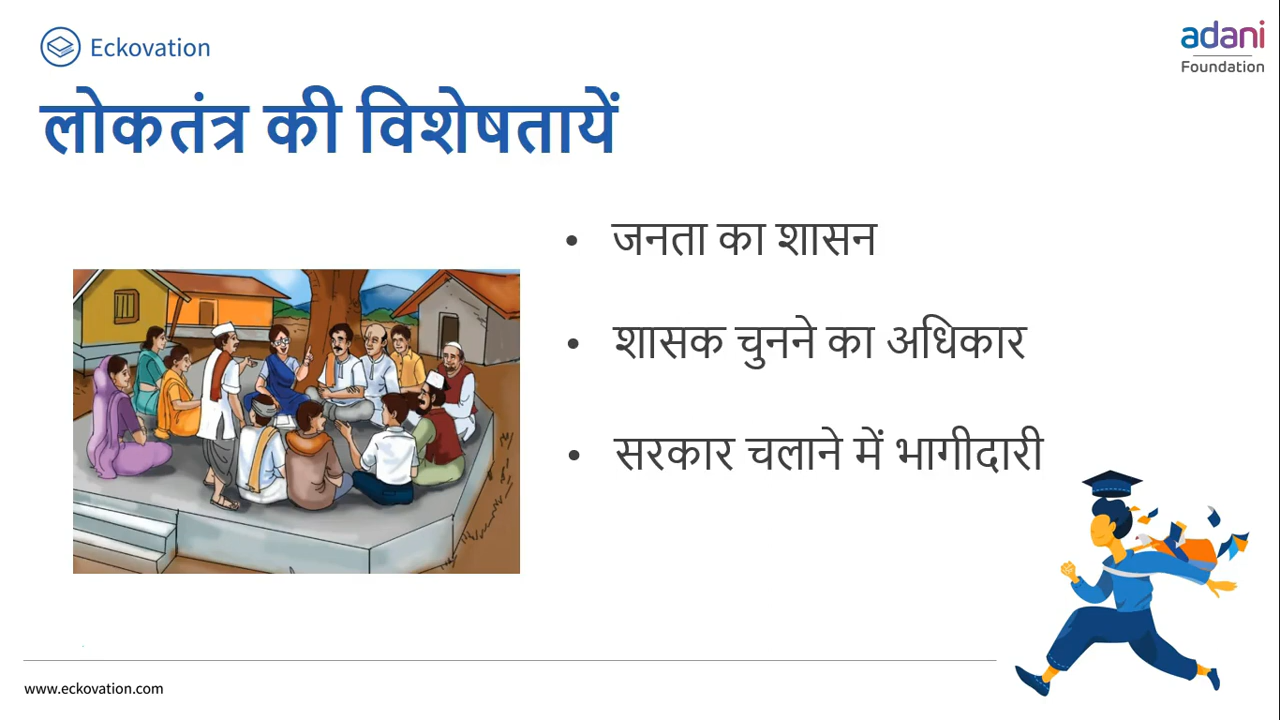 Eckovation
adani
Foundation
लोकतंत्र की विशेषतायें
• जनता का शासन
• शासक चुनने का अधिकार
• सरकार चलाने में भागीदारी
www.eckovation.com